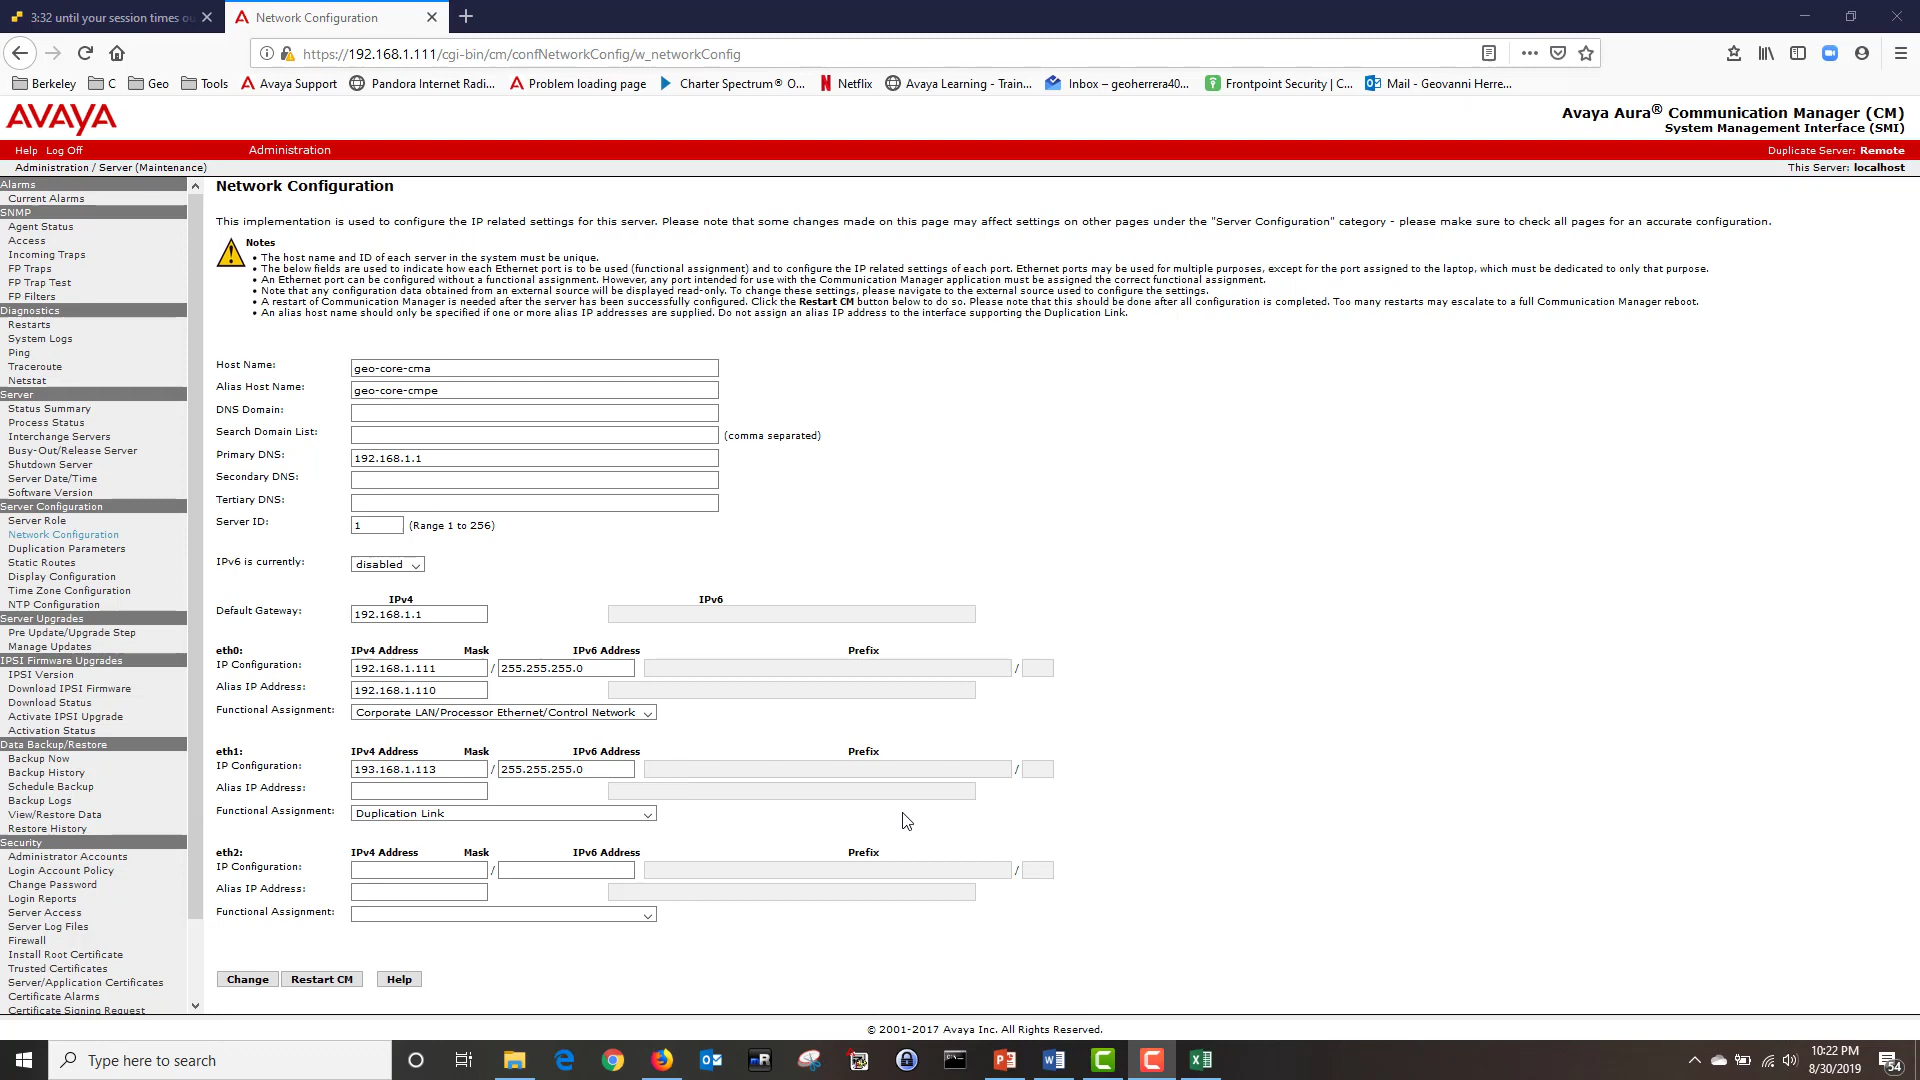 3:32 until your session times ou
Network Configuration
https://192.168.1.111/cgi-bin/cm/confNetworkConfig/w_networkConfig
Berkeley C Geo Tools Avaya Support Pandora Internet Radi... Problem loading page Charter Spectrum® O... Netflix Avaya Learning - Train... Inbox – geoherrera40... Frontpoint Security | C... Mail - Geovanni Herre...
AVAYA
Avaya Aura® Communication Manager (CM)
System Management Interface (SMI)
Help Log Off Administration Duplicate Server: Remote
Administration / Server (Maintenance) This Server: localhost
Alarms
Current Alarms
SNMP
Agent Status
Access
Incoming Traps
FP Traps
FP Trap Test
FP Filters
Diagnostics
Restarts
System Logs
Ping
Traceroute
Netstat
Server
Status Summary
Process Status
Interchange Servers
Busy-Out/Release Server
Shutdown Server
Server Date/Time
Software Version
Server Configuration
Server Role
Network Configuration
Duplication Parameters
Static Routes
Display Configuration
Time Zone Configuration
NTP Configuration
Server Upgrades
Pre Update/Upgrade Step
Manage Updates
IPSI Firmware Upgrades
IPSI Version
Download IPSI Firmware
Download Status
Activate IPSI Upgrade
Activation Status
Data Backup/Restore
Backup Now
Backup History
Schedule Backup
Backup Logs
View/Restore Data
Restore History
Security
Administrator Accounts
Login Account Policy
Change Password
Login Reports
Server Access
Server Log Files
Firewall
Install Root Certificate
Trusted Certificates
Server/Application Certificates
Certificate Alarms
Certificate Signing Request
Network Configuration
This implementation is used to configure the IP related settings for this server. Please note that some changes made on this page may affect settings on other pages under the "Server Configuration" category - please make sure to check all pages for an accurate configuration.
Notes
• The host name and ID of each server in the system must be unique.
• The below fields are used to indicate how each Ethernet port is to be used (functional assignment) and to configure the IP related settings of each port. Ethernet ports may be used for multiple purposes, except for the port assigned to the laptop, which must be dedicated to only that purpose.
• An Ethernet port can be configured without a functional assignment. However, any port intended for use with the Communication Manager application must be assigned the correct functional assignment.
• Note that any configuration data obtained from an external source will be displayed read-only. To change these settings, please navigate to the external source used to configure the settings.
• A restart of Communication Manager is needed after the server has been successfully configured. Click the Restart CM button below to do so. Please note that this should be done after all configuration is completed. Too many restarts may escalate to a full Communication Manager reboot.
• An alias host name should only be specified if one or more alias IP addresses are supplied. Do not assign an alias IP address to the interface supporting the Duplication Link.
Host Name: geo-core-cma
Alias Host Name: geo-core-cmpe
DNS Domain:
Search Domain List: (comma separated)
Primary DNS: 192.168.1.1
Secondary DNS:
Tertiary DNS:
Server ID: 1 (Range 1 to 256)
IPv6 is currently: disabled
IPv4 IPv6
Default Gateway: 192.168.1.1
eth0: IPv4 Address Mask IPv6 Address Prefix
IP Configuration: 192.168.1.111 / 255.255.255.0 /
Alias IP Address: 192.168.1.110
Functional Assignment: Corporate LAN/Processor Ethernet/Control Network
eth1: IPv4 Address Mask IPv6 Address Prefix
IP Configuration: 193.168.1.113 / 255.255.255.0 /
Alias IP Address:
Functional Assignment: Duplication Link
eth2: IPv4 Address Mask IPv6 Address Prefix
IP Configuration: / /
Alias IP Address:
Functional Assignment:
Change Restart CM Help
© 2001-2017 Avaya Inc. All Rights Reserved.
Type here to search
10:22 PM
8/30/2019
54